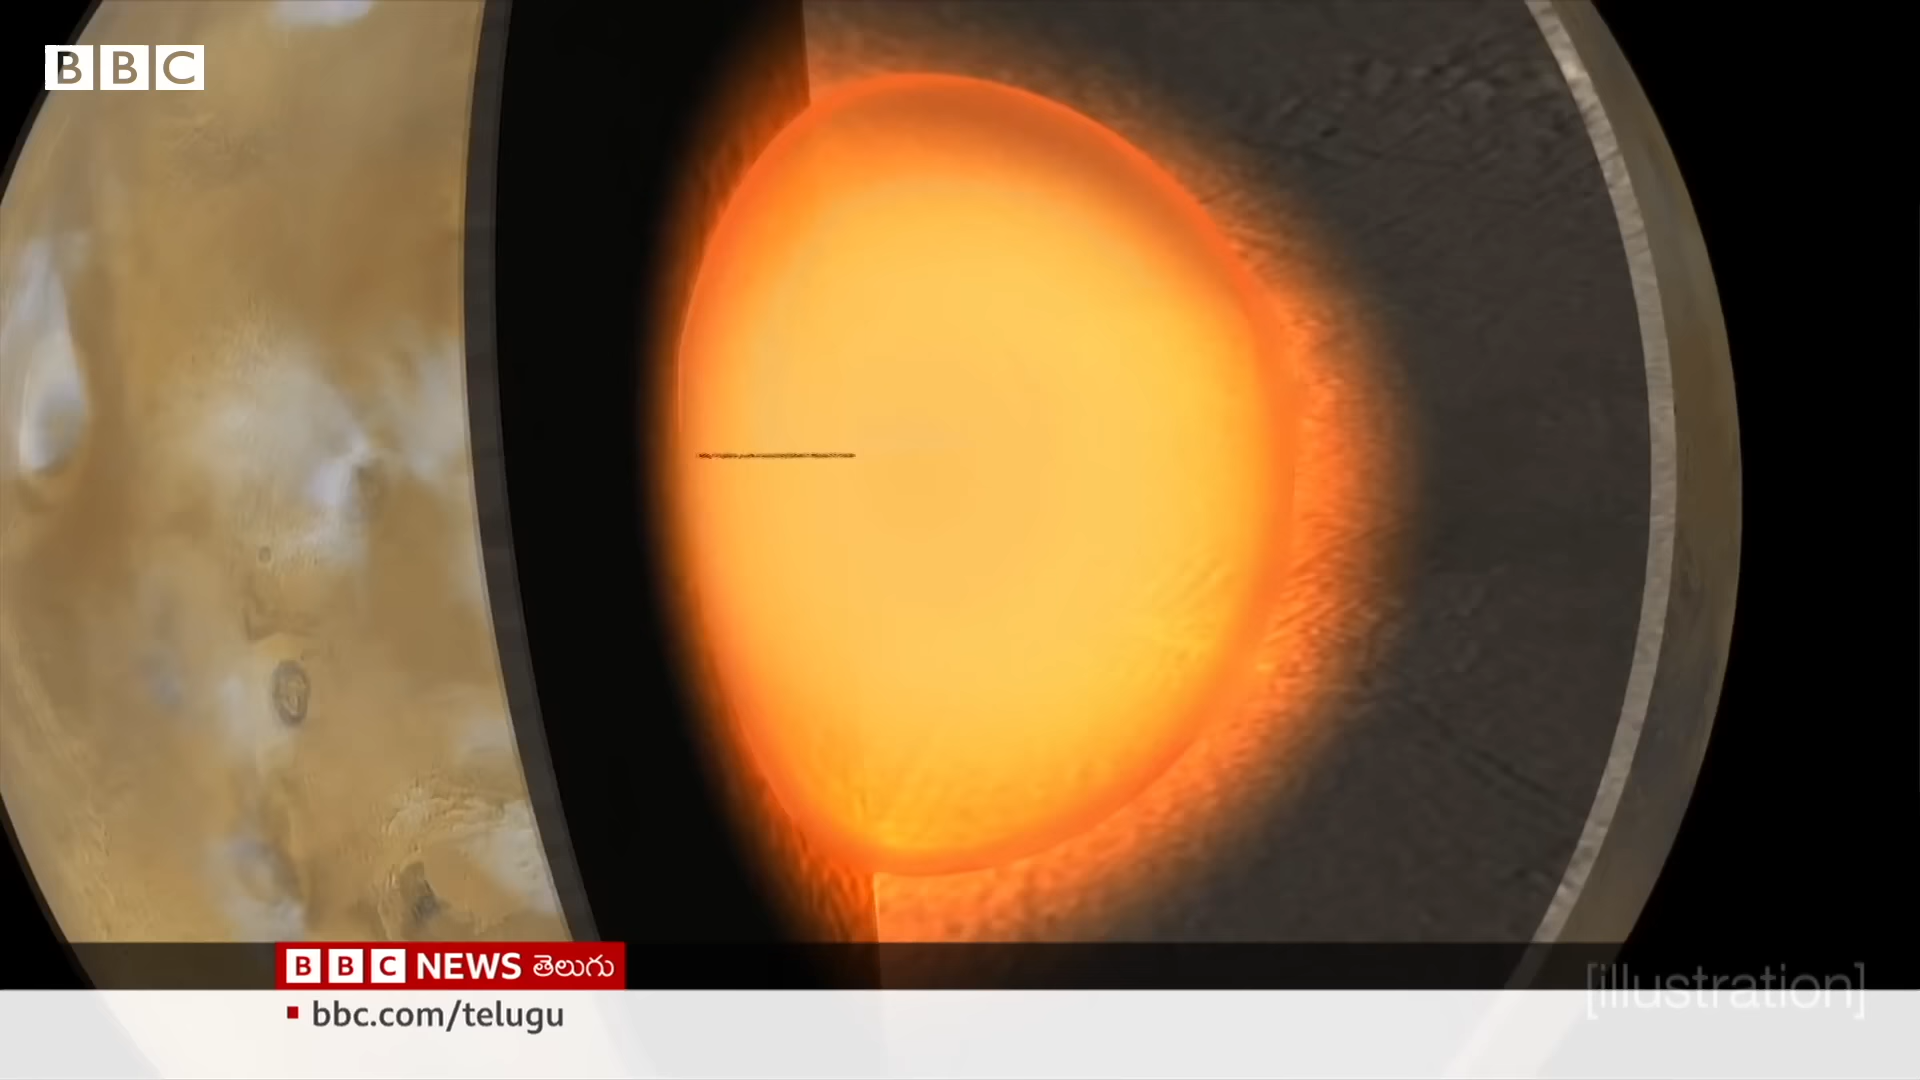 BBC
BBC NEWS తెలుగు
[illustration]
bbc.com/telugu